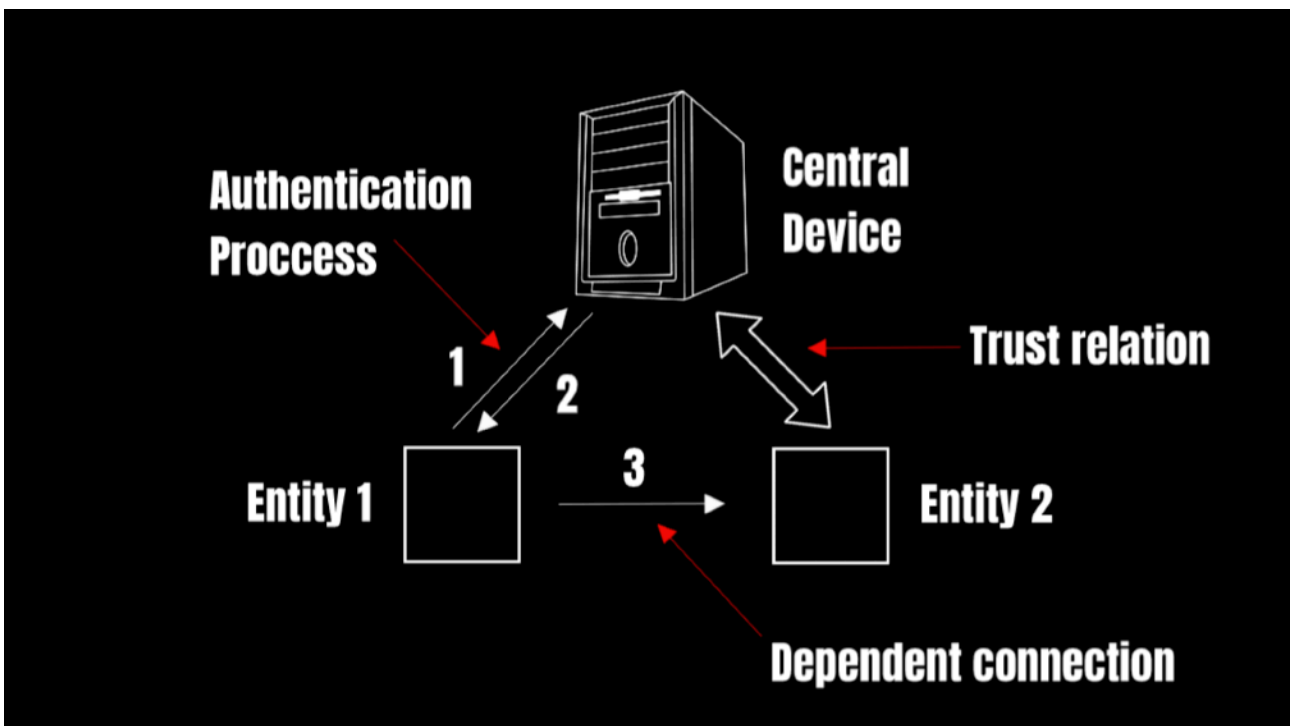 Authentication
Proccess
Central
Device
1
2
Trust relation
3
Entity 1
Entity 2
Dependent connection